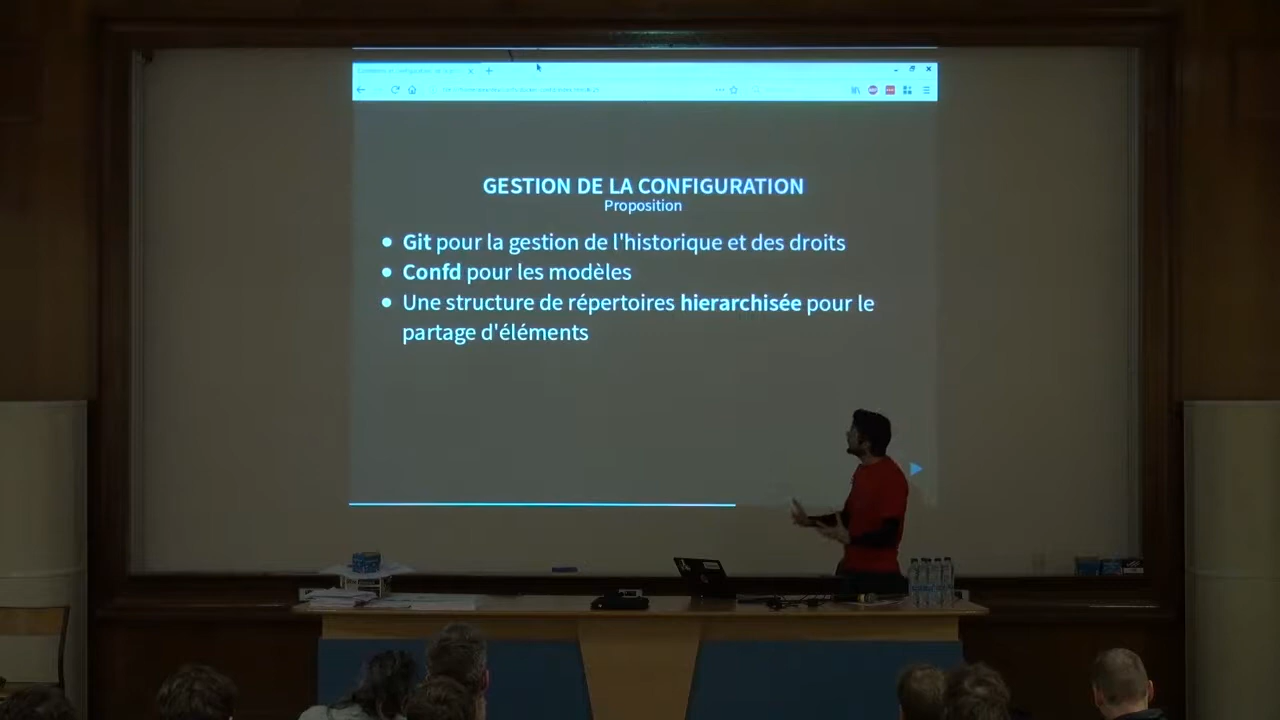 GESTION DE LA CONFIGURATION
Proposition
Git pour la gestion de l'historique et des droits
Confd pour les modèles
Une structure de répertoires hierarchisée pour le
partage d'éléments